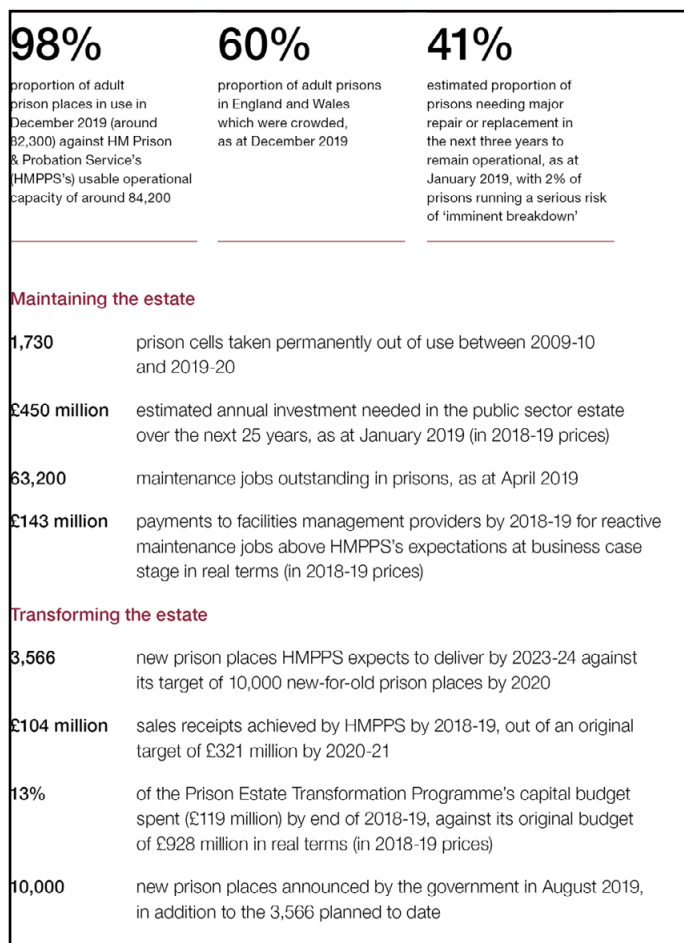 98%
proportion of adult
prison places in use in
December 2019 (around
82,300) against HM Prison
& Probation Service's
(HMPPS's) usable operational
capacity of around 84,200
60%
proportion of adult prisons
in England and Wales
which were crowded,
as at December 2019
41%
estimated proportion of
prisons needing major
repair or replacement in
the next three years to
remain operational, as at
January 2019, with 2% of
prisons running a serious risk
of ‘imminent breakdown’
Maintaining the estate
1,730 prison cells taken permanently out of use between 2009-10
and 2019-20
£450 million estimated annual investment needed in the public sector estate
over the next 25 years, as at January 2019 (in 2018-19 prices)
63,200 maintenance jobs outstanding in prisons, as at April 2019
£143 million payments to facilities management providers by 2018-19 for reactive
maintenance jobs above HMPPS's expectations at business case
stage in real terms (in 2018-19 prices)
Transforming the estate
3,566 new prison places HMPPS expects to deliver by 2023-24 against
its target of 10,000 new-for-old prison places by 2020
£104 million sales receipts achieved by HMPPS by 2018-19, out of an original
target of £321 million by 2020-21
13% of the Prison Estate Transformation Programme's capital budget
spent (£119 million) by end of 2018-19, against its original budget
of £928 million in real terms (in 2018-19 prices)
10,000 new prison places announced by the government in August 2019,
in addition to the 3,566 planned to date